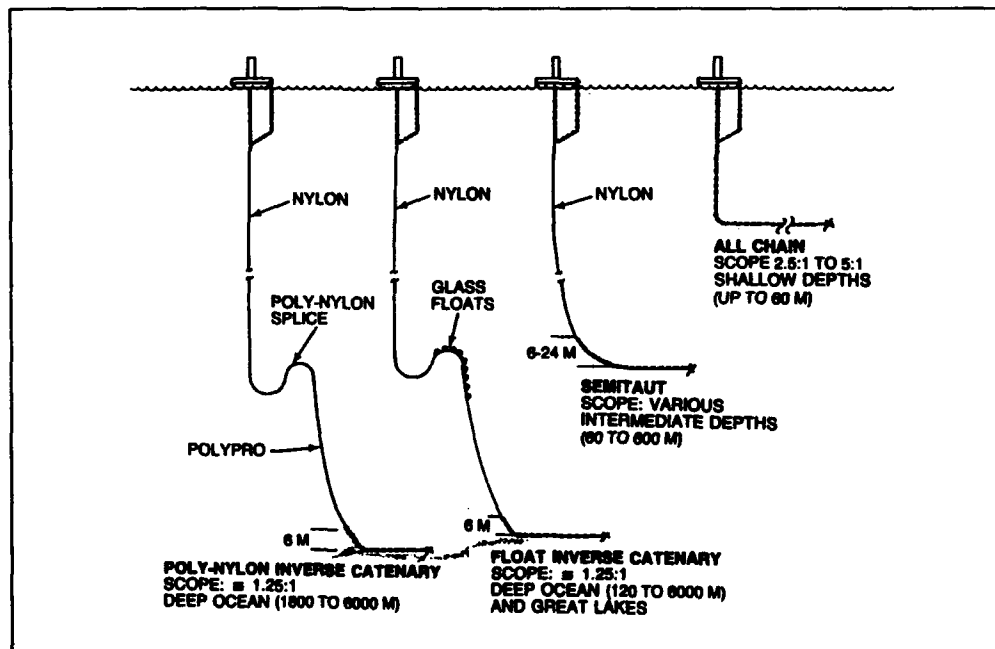 NYLON
NYLON
NYLON
ALL CHAIN
SCOPE 2.5:1 TO 5:1
SHALLOW DEPTHS
(UP TO 60 M)
POLY-NYLON
SPLICE
GLASS
FLOATS
6-24 M
SEMITAUT
SCOPE: VARIOUS
INTERMEDIATE DEPTHS
(60 TO 600 M)
POLYPRO
6 M
6 M
POLY-NYLON INVERSE CATENARY
SCOPE: ≅ 1.25:1
DEEP OCEAN (1800 TO 6000 M)
FLOAT INVERSE CATENARY
SCOPE: ≅ 1.25:1
DEEP OCEAN (120 TO 6000 M)
AND GREAT LAKES